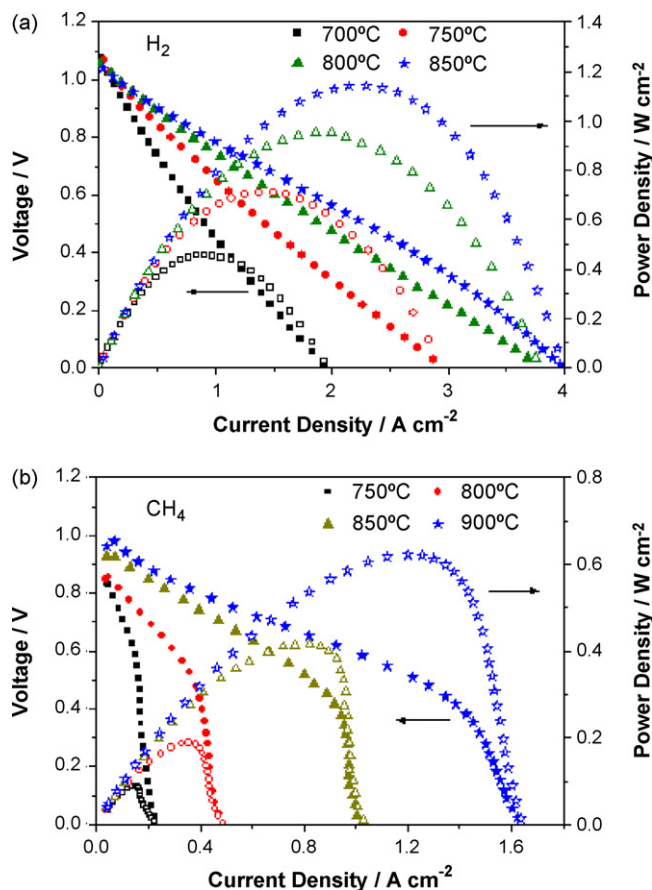 (a)
H₂
700ºC
750ºC
800ºC
850ºC
1.2
1.0
0.8
0.6
0.4
0.2
0.0
Voltage / V
1.4
1.2
1.0
0.8
0.6
0.4
0.2
0.0
Power Density / W cm⁻²
0
1
2
3
4
Current Density / A cm⁻²
(b)
CH₄
750ºC
800ºC
850ºC
900ºC
1.2
1.0
0.8
0.6
0.4
0.2
0.0
Voltage / V
0.8
0.6
0.4
0.2
0.0
Power Density / W cm⁻²
0.0
0.4
0.8
1.2
1.6
Current Density / A cm⁻²